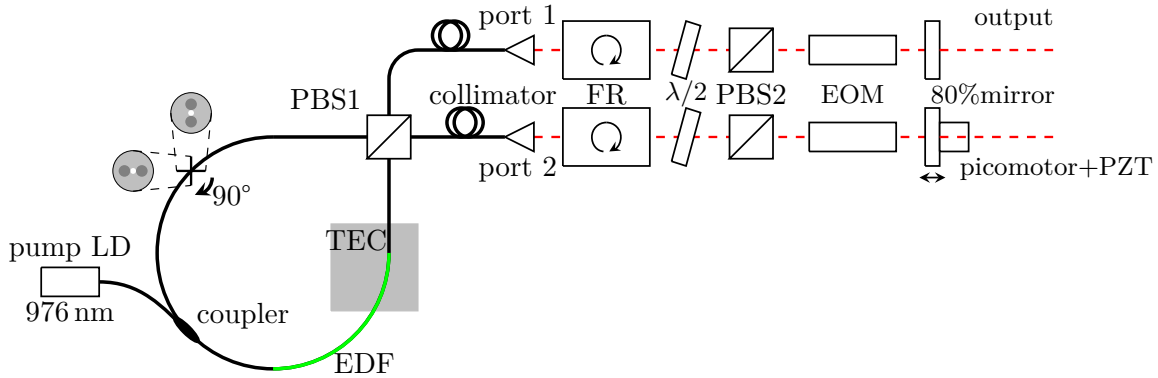 port 1
output
PBS1
collimator
FR
λ/2
PBS2
EOM
80%mirror
port 2
picomotor+PZT
90°
TEC
pump LD
976 nm
coupler
EDF